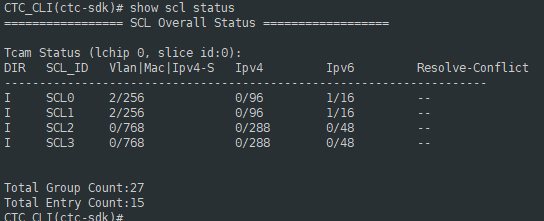 CTC_CLI(ctc-sdk)# show scl status
================= SCL Overall Status ==================
Tcam Status (lchip 0, slice id:0):
DIR SCL_ID Vlan|Mac|Ipv4-S Ipv4 Ipv6 Resolve-Conflict
-----------------------------------------------------------------
I SCL0 2/256 0/96 1/16 --
I SCL1 2/256 0/96 1/16 --
I SCL2 0/768 0/288 0/48 --
I SCL3 0/768 0/288 0/48 --
Total Group Count:27
Total Entry Count:15
CTC_CLI(ctc-sdk)#